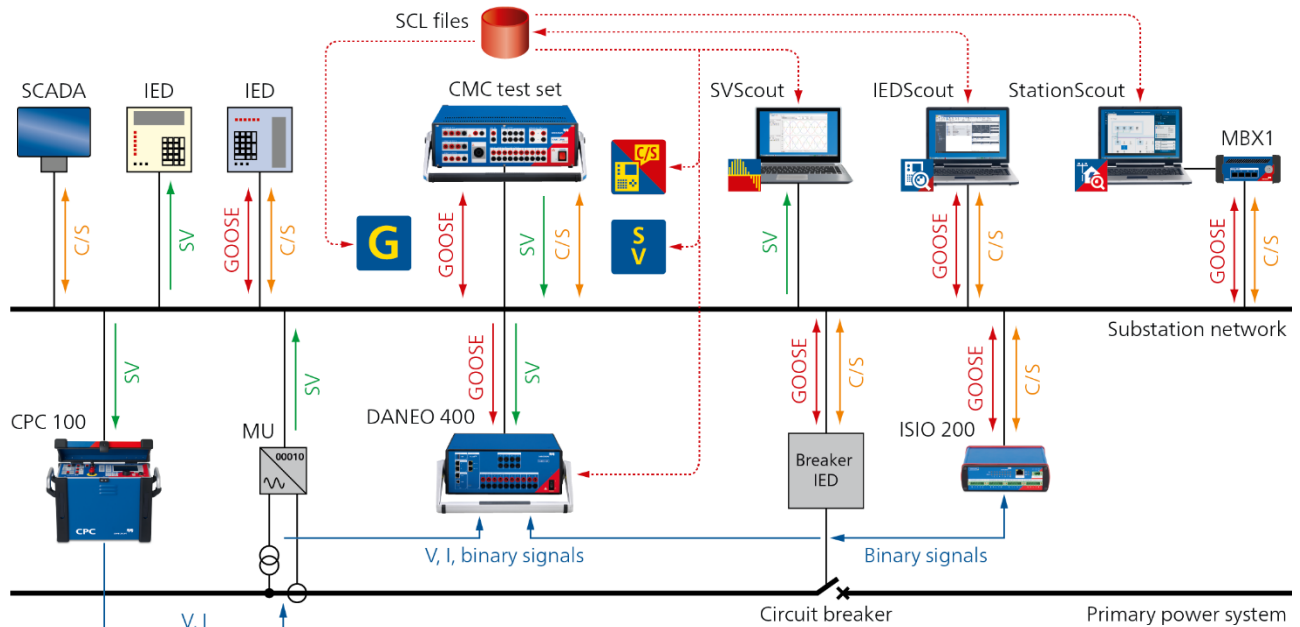 SCL files
SCADA
IED
IED
CMC test set
SVScout
IEDScout
StationScout
MBX1
C/S
G
S
V
C/S
SV
GOOSE
C/S
GOOSE
SV
C/S
SV
GOOSE
C/S
GOOSE
C/S
Substation network
SV
SV
GOOSE
SV
GOOSE
C/S
GOOSE
C/S
CPC 100
MU
DANEO 400
ISIO 200
00010
Breaker
IED
CPC
V, I, binary signals
Binary signals
Circuit breaker
Primary power system
V, I